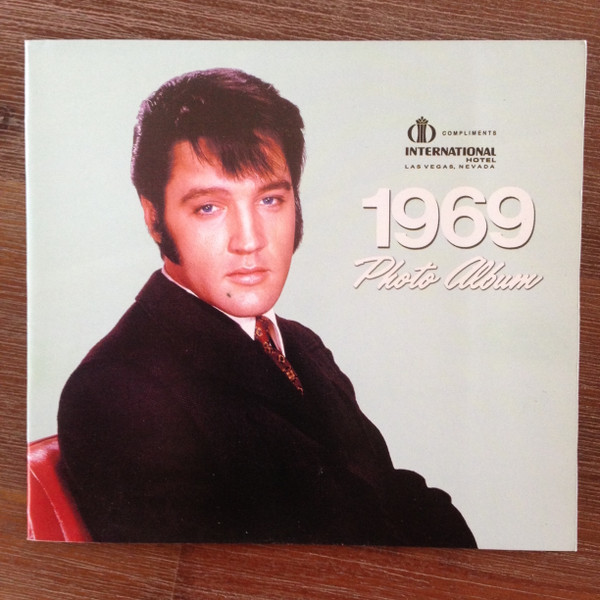 COMPLIMENTS
INTERNATIONAL
HOTEL
LAS VEGAS, NEVADA
1969
Photo Album